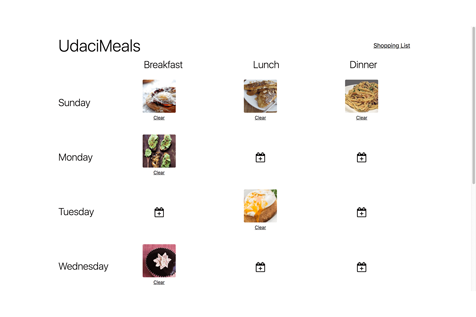 UdaciMeals
Shopping List
Breakfast Lunch Dinner
Sunday
Clear Clear Clear
Monday
Clear
Tuesday
Clear
Wednesday
Clear